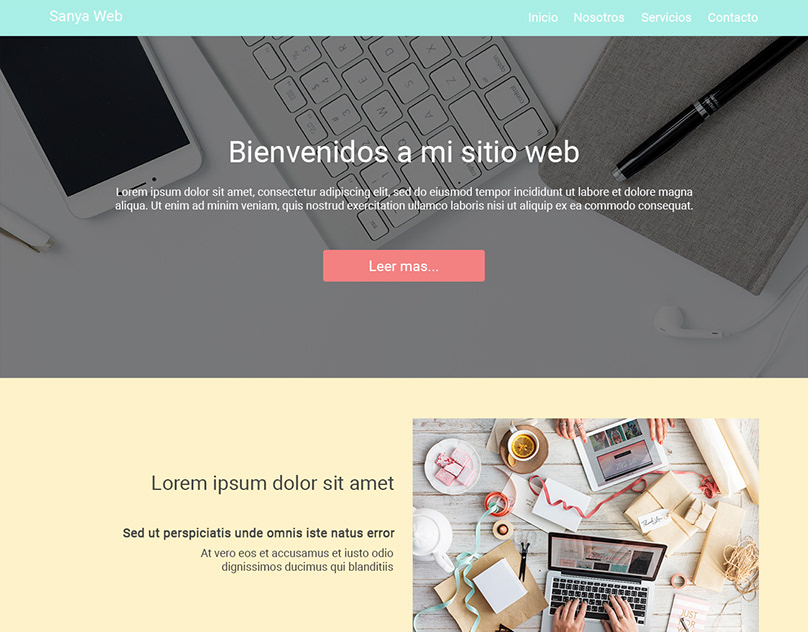 Sanya Web
Inicio Nosotros Servicios Contacto
Bienvenidos a mi sitio web
Lorem ipsum dolor sit amet, consectetur adipiscing elit, sed do eiusmod tempor incididunt ut labore et dolore magna
aliqua. Ut enim ad minim veniam, quis nostrud exercitation ullamco laboris nisi ut aliquip ex ea commodo consequat.
Leer mas...
Lorem ipsum dolor sit amet
Sed ut perspiciatis unde omnis iste natus error
At vero eos et accusamus et iusto odio
dignissimos ducimus qui blanditiis